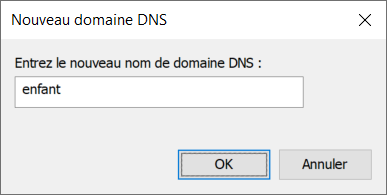 Nouveau domaine DNS
Entrez le nouveau nom de domaine DNS :
enfant
OK
Annuler